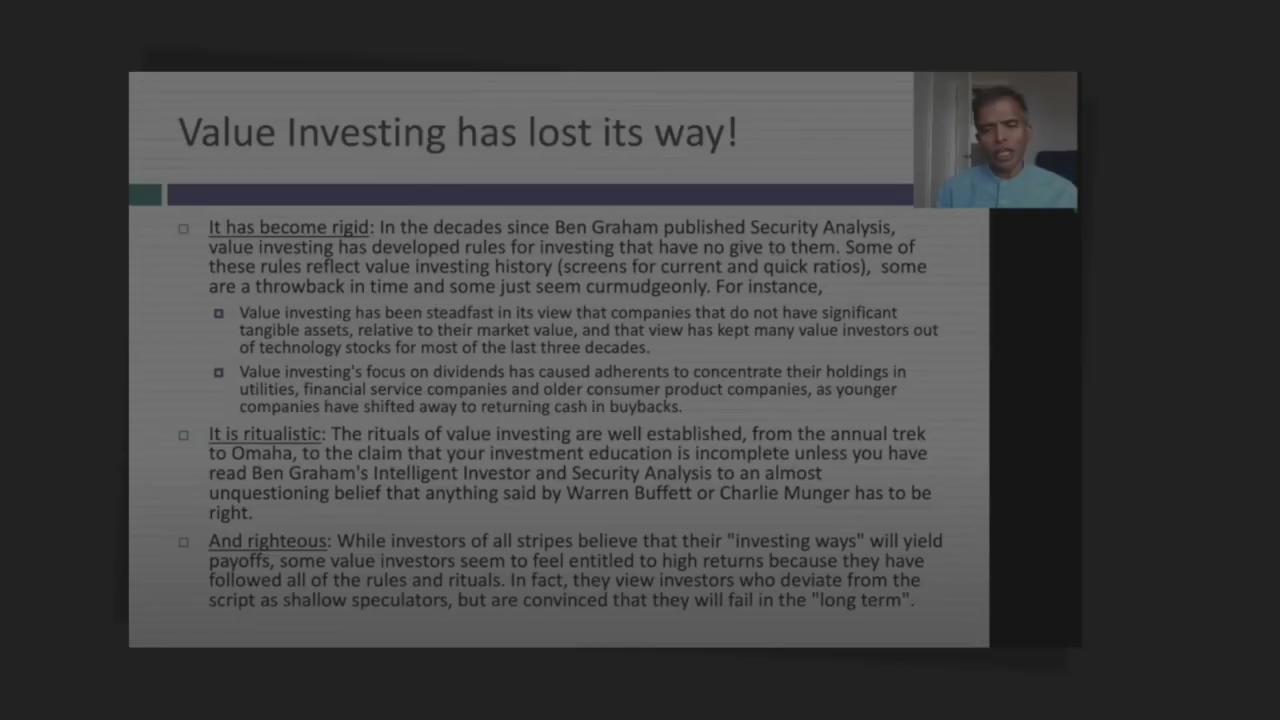 Value Investing has lost its way!
It has become rigid: In the decades since Ben Graham published Security Analysis,
value investing has developed rules for investing that have no give to them. Some of
these rules reflect value investing history (screens for current and quick ratios),  some
are a throwback in time and some just seem curmudgeonly. For instance,
Value investing has been steadfast in its view that companies that do not have significant
tangible assets, relative to their market value, and that view has kept many value investors out
of technology stocks for most of the last three decades.
Value investing's focus on dividends has caused adherents to concentrate their holdings in
utilities, financial service companies and older consumer product companies, as younger
companies have shifted away to returning cash in buybacks.
It is ritualistic: The rituals of value investing are well established, from the annual trek
to Omaha, to the claim that your investment education is incomplete unless you have
read Ben Graham's Intelligent Investor and Security Analysis to an almost
unquestioning belief that anything said by Warren Buffett or Charlie Munger has to be
right.
And righteous: While investors of all stripes believe that their "investing ways" will yield
payoffs, some value investors seem to feel entitled to high returns because they have
followed all of the rules and rituals. In fact, they view investors who deviate from the
script as shallow speculators, but are convinced that they will fail in the "long term".